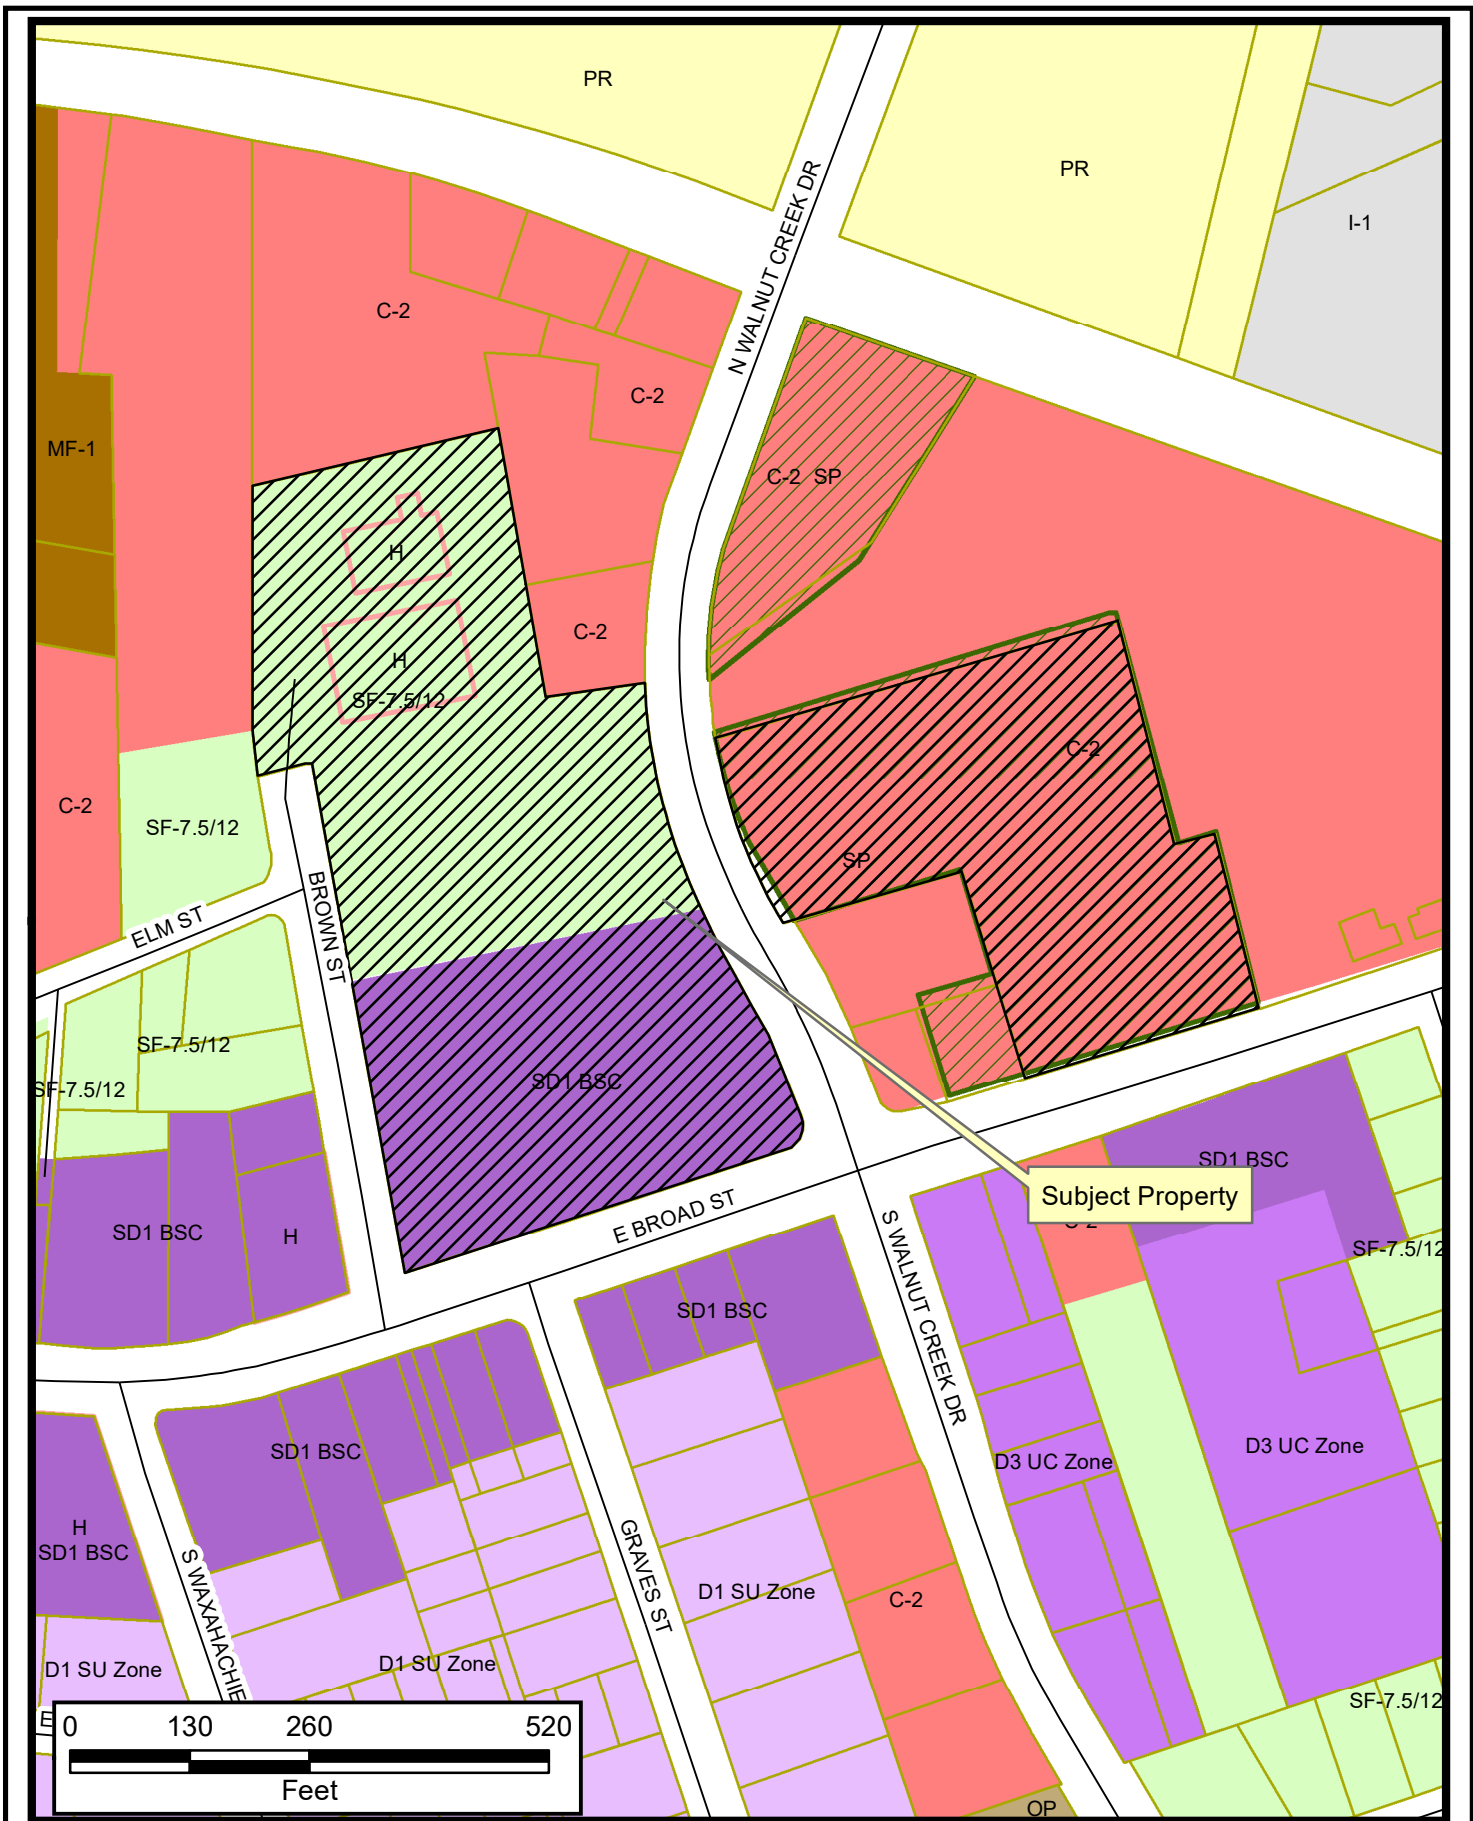 PR
PR
I-1
N WALNUT CREEK DR
C-2
C-2
MF-1
C-2 SP
H
C-2
H
SF-7.5/12
C-2
C-2
SF-7.5/12
SP
BROWN ST
ELM ST
SF-7.5/12
SF-7.5/12
SD1 BSC
SD1 BSC
Subject Property
C-2
E BROAD ST
SD1 BSC
H
SF-7.5/12
S WALNUT CREEK DR
SD1 BSC
SD1 BSC
D3 UC Zone
D3 UC Zone
H
SD1 BSC
GRAVES ST
S WAXAHACHIE
D1 SU Zone
C-2
D1 SU Zone
D1 SU Zone
SF-7.5/12
E
0 130 260 520
Feet
OP